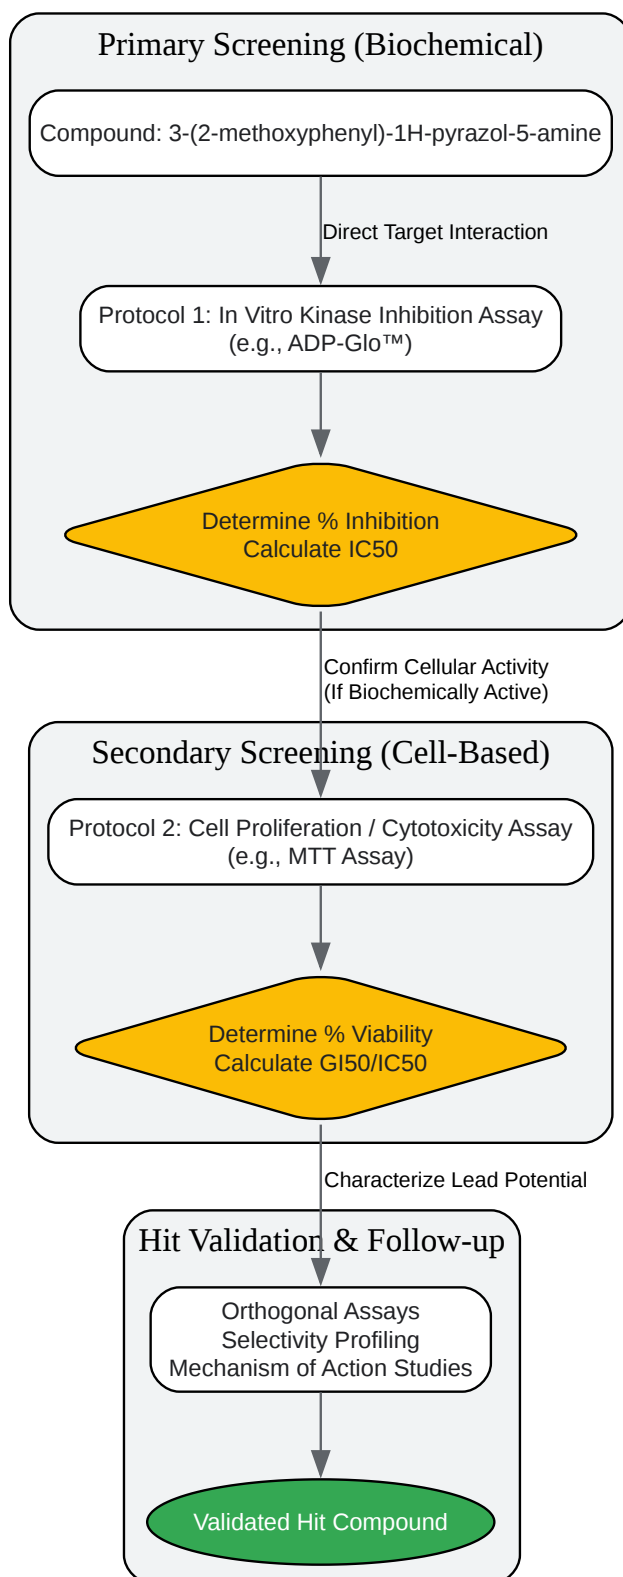 Primary Screening (Biochemical)
Compound: 3-(2-methoxyphenyl)-1H-pyrazol-5-amine
Direct Target Interaction
Protocol 1: In Vitro Kinase Inhibition Assay
(e.g., ADP-Glo™)
Determine % Inhibition
Calculate IC50
Confirm Cellular Activity
(If Biochemically Active)
Secondary Screening (Cell-Based)
Protocol 2: Cell Proliferation / Cytotoxicity Assay
(e.g., MTT Assay)
Determine % Viability
Calculate GI50/IC50
Characterize Lead Potential
Hit Validation & Follow-up
Orthogonal Assays
Selectivity Profiling
Mechanism of Action Studies
Validated Hit Compound